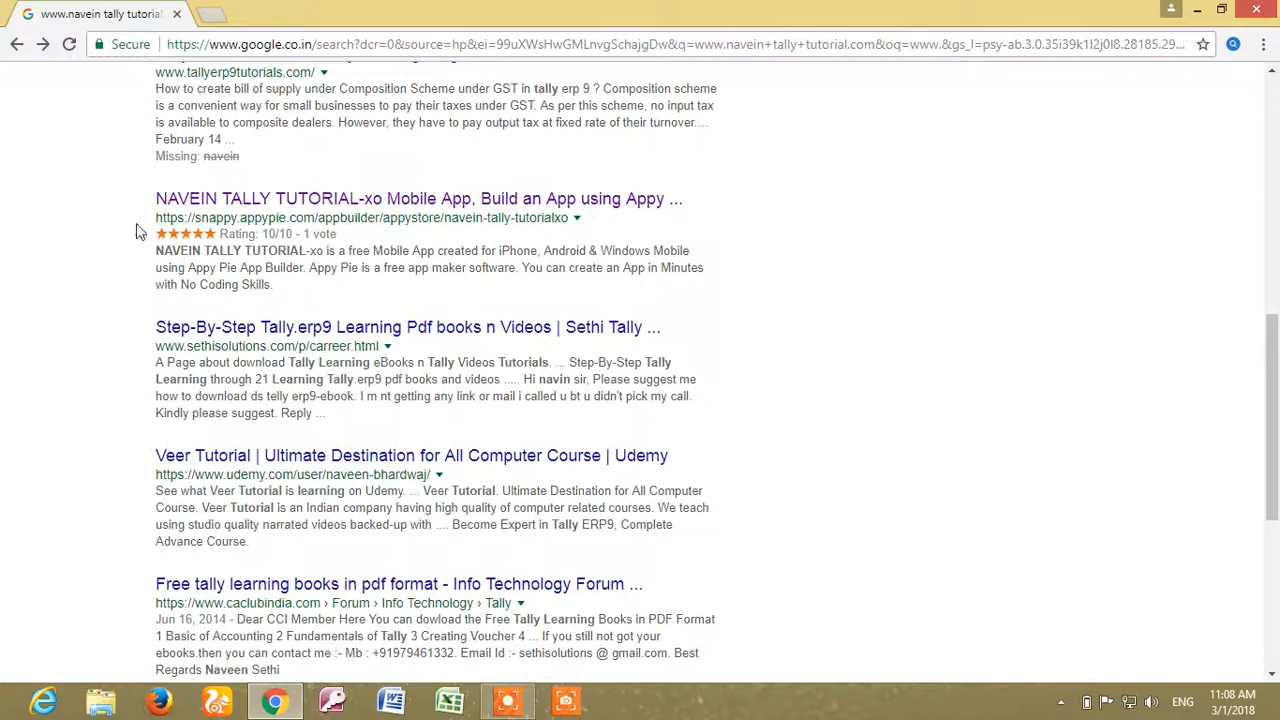 www.navein tally tutorial.
Secure https://www.google.co.in/search?dcr=0&source=hp&ei=99uXWsHwGMLnvgSchajgDw&q=www.navein+tally+tutorial.com&oq=www.&gs_l=psy-ab.3.0.35i39k1l2j0l8.28185.29...
www.tallyerp9tutorials.com/
How to create bill of supply under Composition Scheme under GST in tally erp 9 ? Composition scheme
is a convenient way for small businesses to pay their taxes under GST. As per this scheme, no input tax
is available to composite dealers. However, they have to pay output tax at fixed rate of their turnover....
February 14 ...
Missing: navein
NAVEIN TALLY TUTORIAL-xo Mobile App, Build an App using Appy ...
https://snappy.appypie.com/appbuilder/appystore/navein-tally-tutorialxo
Rating: 10/10 - 1 vote
NAVEIN TALLY TUTORIAL-xo is a free Mobile App created for iPhone, Android & Windows Mobile
using Appy Pie App Builder. Appy Pie is a free app maker software. You can create an App in Minutes
with No Coding Skills.
Step-By-Step Tally.erp9 Learning Pdf books n Videos | Sethi Tally ...
www.sethisolutions.com/p/carreer.html
A Page about download Tally Learning eBooks n Tally Videos Tutorials. ... Step-By-Step Tally
Learning through 21 Learning Tally.erp9 pdf books and videos ..... Hi navin sir, Please suggest me
how to download ds telly erp9-ebook. I m nt getting any link or mail i called u bt u didn't pick my call.
Kindly please suggest. Reply ...
Veer Tutorial | Ultimate Destination for All Computer Course | Udemy
https://www.udemy.com/user/naveen-bhardwaj/
See what Veer Tutorial is learning on Udemy. ... Veer Tutorial. Ultimate Destination for All Computer
Course. Veer Tutorial is an Indian company having high quality of computer related courses. We teach
using studio quality narrated videos backed-up with .... Become Expert in Tally ERP9, Complete
Advance Course.
Free tally learning books in pdf format - Info Technology Forum ...
https://www.caclubindia.com › Forum › Info Technology › Tally
Jun 16, 2014 - Dear CCI Member Here You can dowload the Free Tally Learning Books in PDF Format
1 Basic of Accounting 2 Fundamentals of Tally 3 Creating Voucher 4 ... If you still not got your
ebooks.then you can contact me :- Mb : +91979461332. Email Id :- sethisolutions @ gmail.com. Best
Regards Naveen Sethi
ENG
11:08 AM
3/1/2018